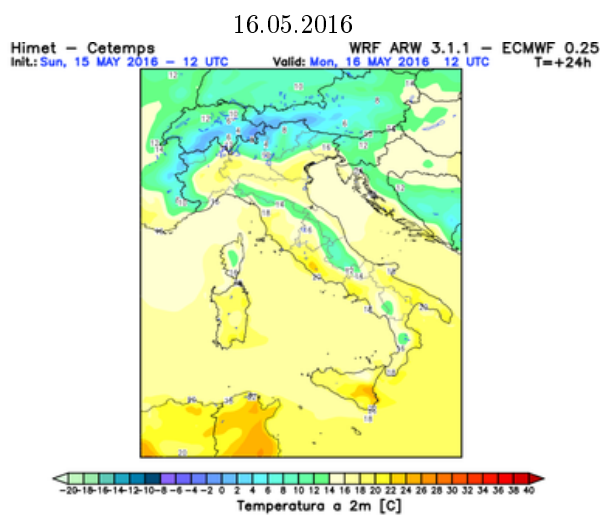 16.05.2016
Himet – Cetemps WRF ARW 3.1.1 – ECMWF 0.25
Init.: Sun, 15 MAY 2016 – 12 UTC Valid: Mon, 16 MAY 2016 12 UTC T=+24h
-20 -18 -16 -14 -12 -10 -8 -6 -4 -2 0 2 4 6 8 10 12 14 16 18 20 22 24 26 28 30 32 34 36 38 40
Temperatura a 2m [C]